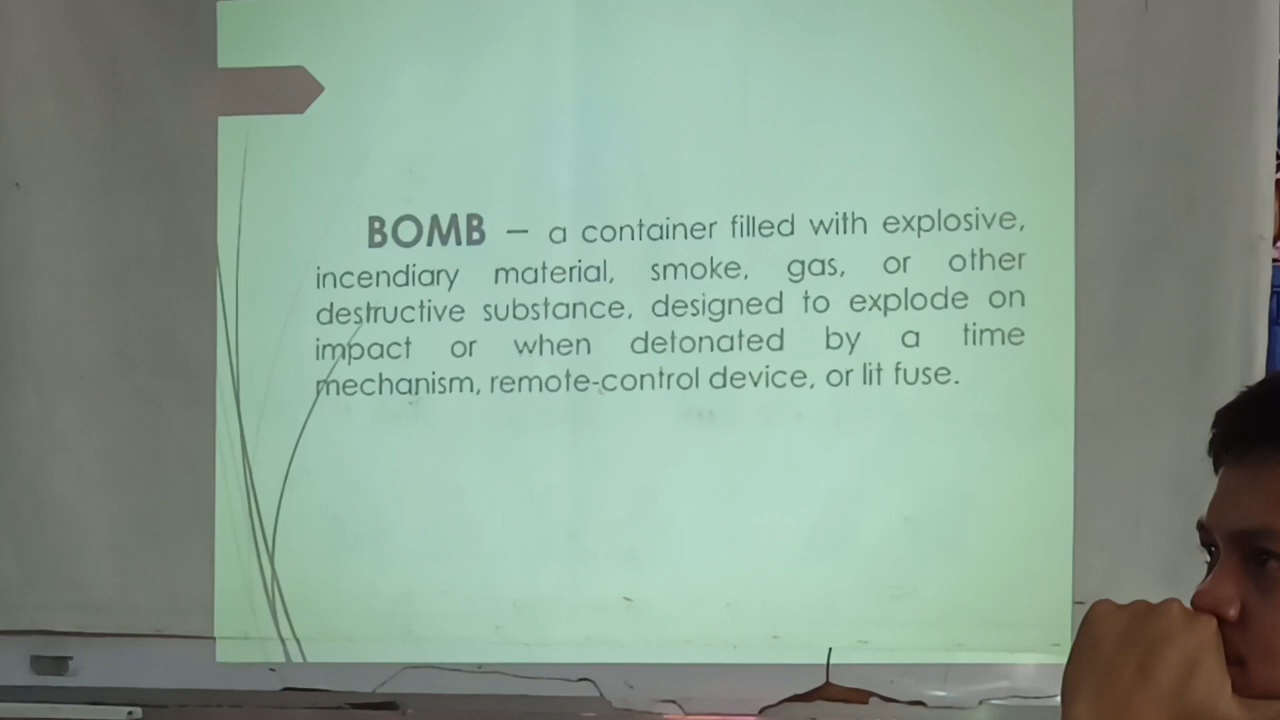 BOMB – a container filled with explosive,
incendiary material, smoke, gas, or other
destructive substance, designed to explode on
impact or when detonated by a time
mechanism, remote-control device, or lit fuse.